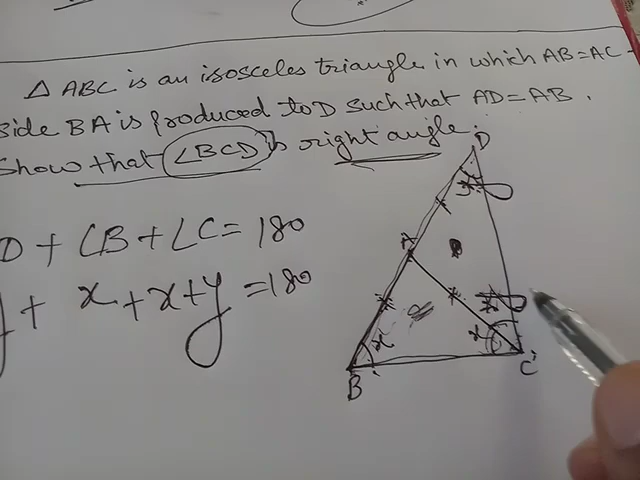 △ ABC is an isosceles triangle in which AB=AC -
side BA is produced to D such that AD=AB.
Show that ∠BCD is right angle.
D
D + ∠B + ∠C = 180
A
y + x + x + y = 180
y
y
x
x
B
C